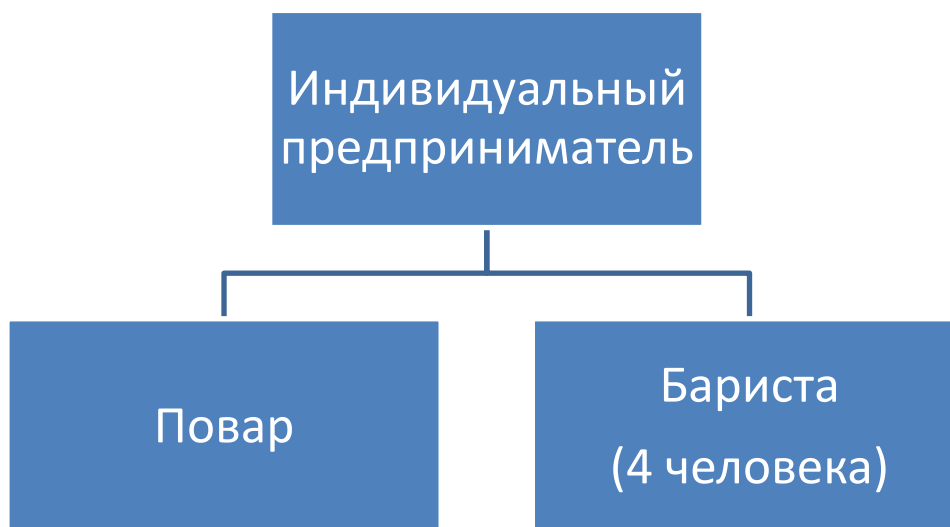 Индивидуальный
предприниматель
Повар
Бариста
(4 человека)